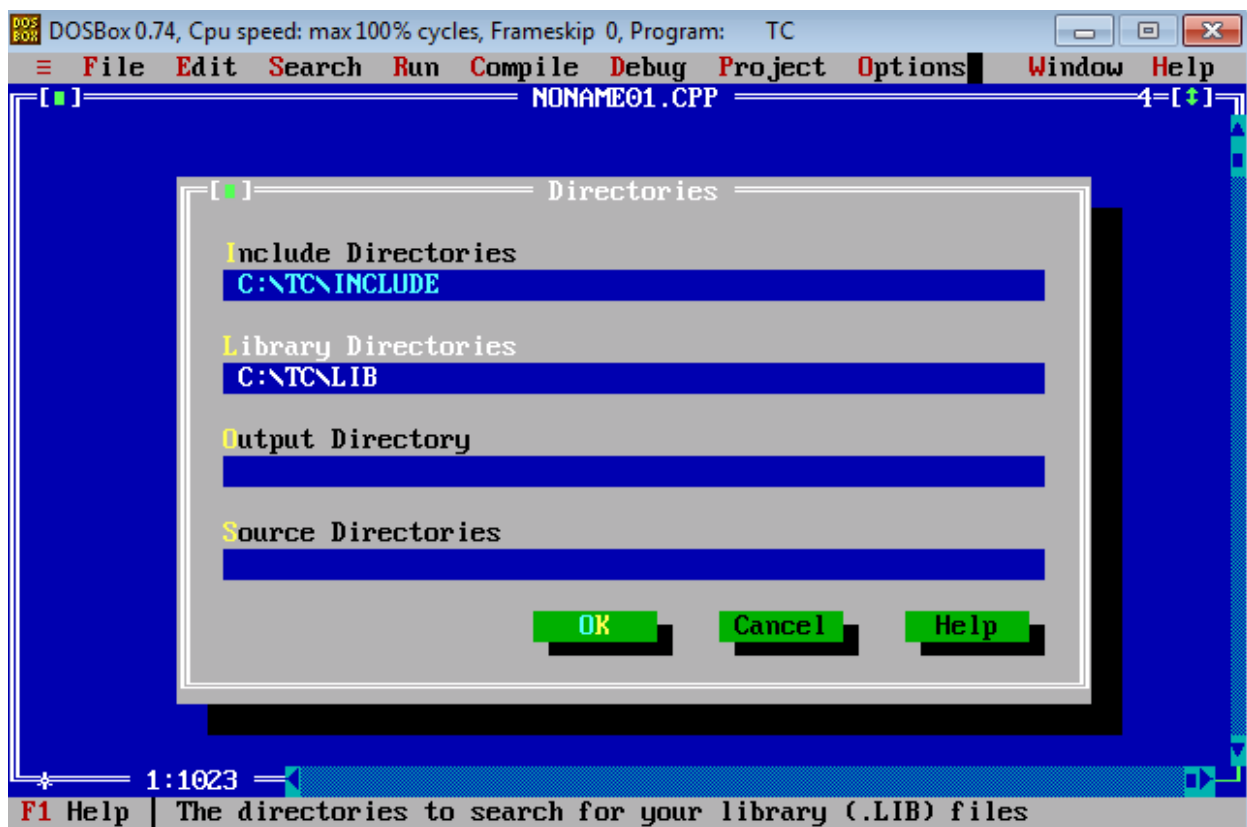 DOS BOX DOSBox 0.74, Cpu speed: max 100% cycles, Frameskip 0, Program: TC
≡ File Edit Search Run Compile Debug Project Options Window Help
[■] NONAME01.CPP 4=[↕]
[■] Directories
Include Directories
C:\TC\INCLUDE
Library Directories
C:\TC\LIB
Output Directory
Source Directories
OK Cancel Help
1:1023
F1 Help | The directories to search for your library (.LIB) files